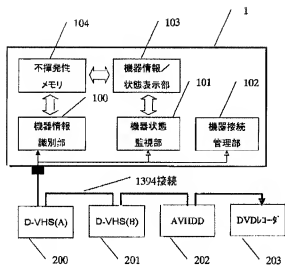 104
103
1
不揮発性
メモリ
機器情報/
状態表示部
100
101
102
機器情報
識別部
機器状態
監視部
機器接続
管理部
1394接続
D-VHS(A)
D-VHS(B)
AVHDD
DVDレコーダ
200
201
202
203